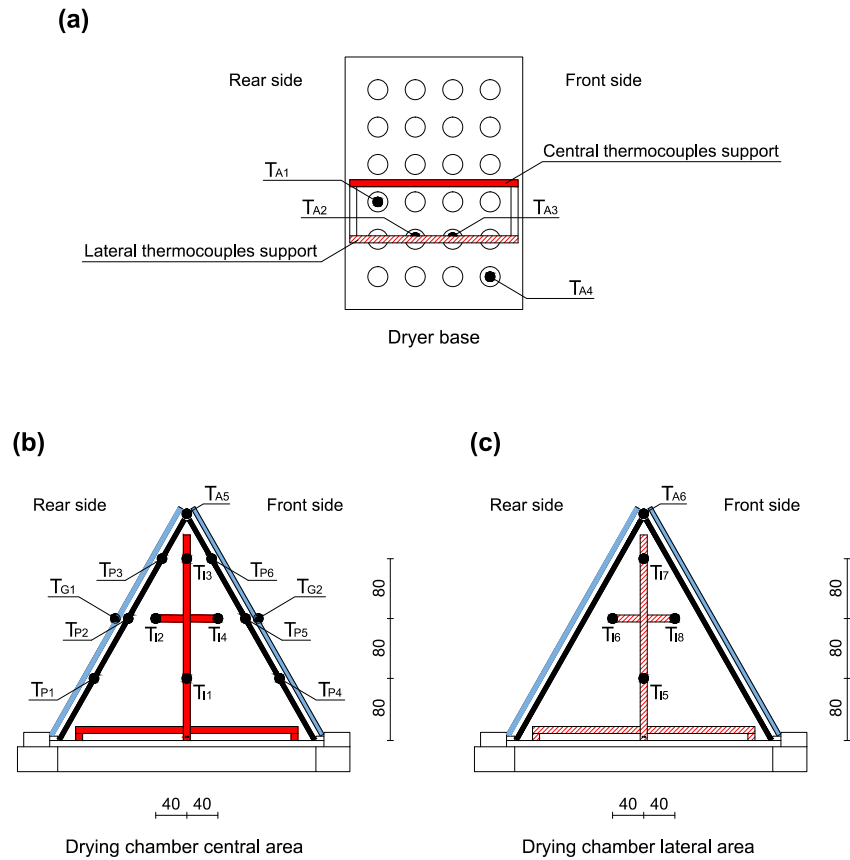 (a)
Rear side
Front side
Central thermocouples support
TA1
TA2
TA3
Lateral thermocouples support
TA4
Dryer base
(b)
(c)
Rear side
TA5
Front side
Rear side
TA6
Front side
TP3
TI3
TP6
TI7
80
80
TG1
TG2
TP2
TI2
TI4
TP5
TI6
TI8
80
80
TP1
TI1
TP4
TI5
80
80
40 40
40 40
Drying chamber central area
Drying chamber lateral area